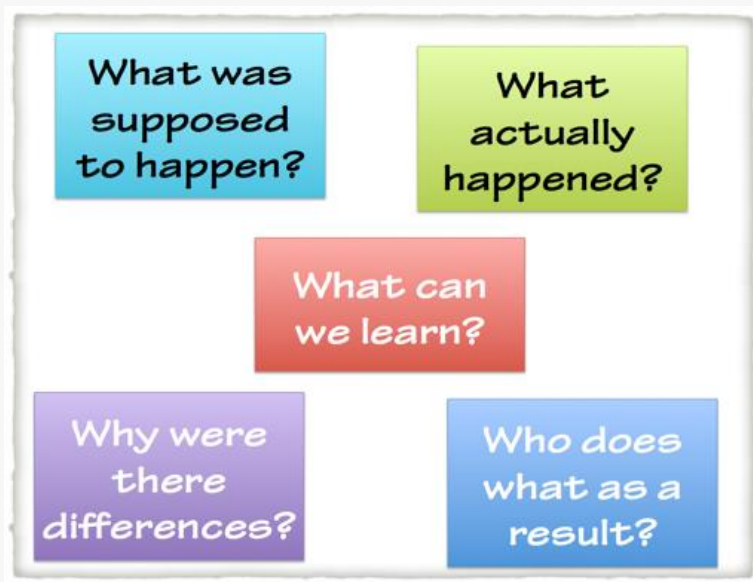 What was
supposed
to happen?
What
actually
happened?
What can
we learn?
Why were
there
differences?
Who does
what as a
result?